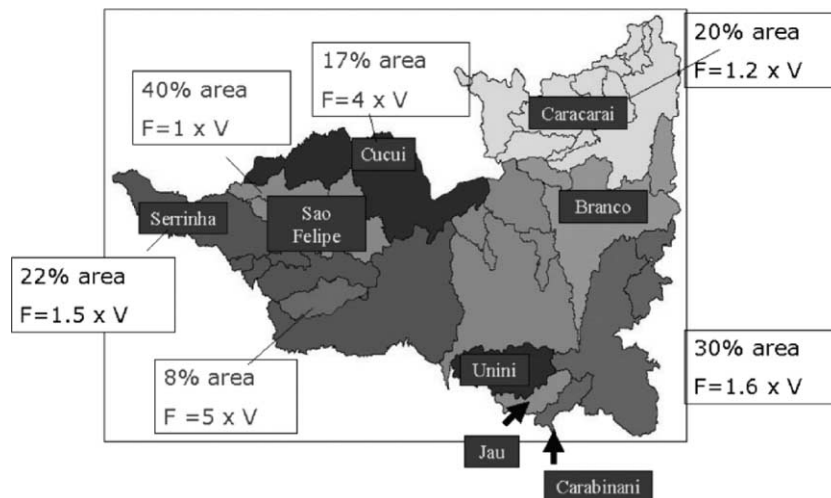 20% area
F=1.2 x V
17% area
F=4 x V
40% area
F=1 x V
Caracarai
Cucui
Serrinha
Sao
Felipe
Branco
22% area
F=1.5 x V
30% area
F=1.6 x V
Unini
8% area
F =5 x V
Jau
Carabinani